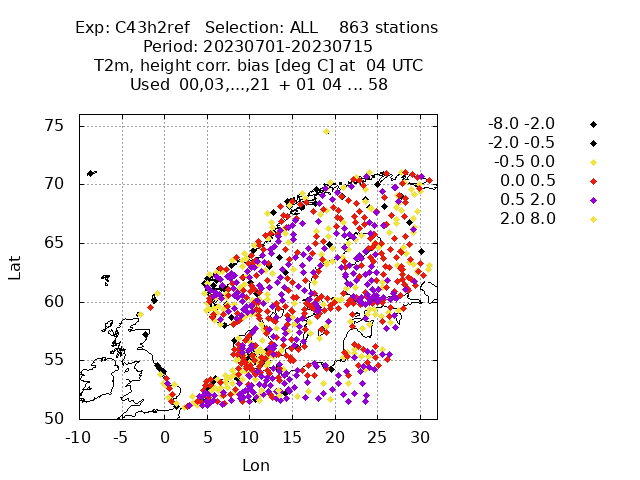 Exp: C43h2ref   Selection: ALL    863 stations
Period: 20230701-20230715
T2m, height corr. bias [deg C] at  04 UTC
Used  00,03,...,21  + 01 04 ... 58
-8.0 -2.0
-2.0 -0.5
-0.5 0.0
0.0 0.5
0.5 2.0
2.0 8.0
75
70
65
60
55
50
Lat
-10 -5 0 5 10 15 20 25 30
Lon